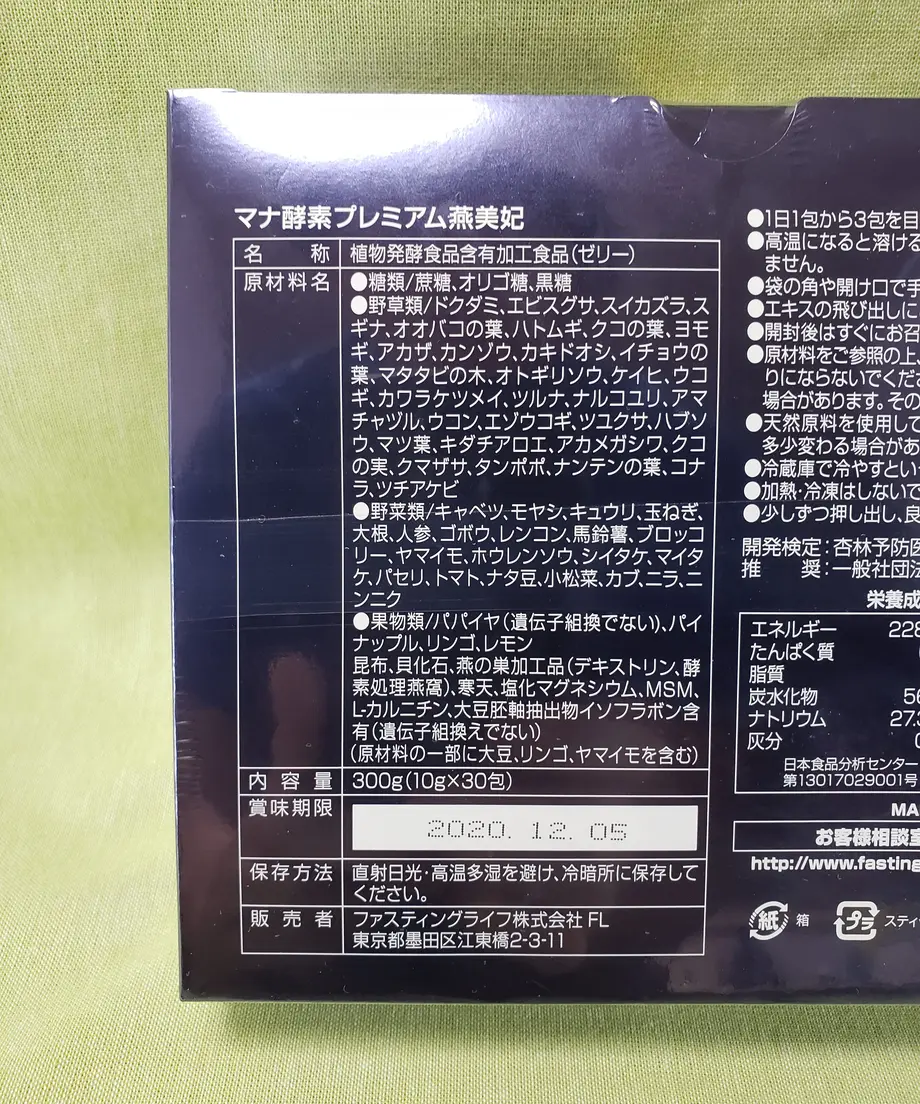 マナ酵素プレミアム燕美妃
名称 植物発酵食品含有加工食品(ゼリー)
原材料名 ●糖類/蔗糖、オリゴ糖、黒糖
●野草類/ドクダミ、エビスグサ、スイカズラ、ス
ギナ、オオバコの葉、ハトムギ、クコの葉、ヨモ
ギ、アカザ、カンゾウ、カキドオシ、イチョウの
葉、マタタビの木、オトギリソウ、ケイヒ、ウコ
ギ、カワラケツメイ、ツルナ、ナルコユリ、アマ
チャヅル、ウコン、エゾウコギ、ツユクサ、ハブソ
ウ、マツ葉、キダチアロエ、アカメガシワ、クコ
の実、クマザサ、タンポポ、ナンテンの葉、コナ
ラ、ツチアケビ
●野菜類/キャベツ、モヤシ、キュウリ、玉ねぎ、
大根、人参、ゴボウ、レンコン、馬鈴薯、ブロッコ
リー、ヤマイモ、ホウレンソウ、シイタケ、マイタ
ケ、パセリ、トマト、ナタ豆、小松菜、カブ、ニラ、ニ
ンニク
●果物類/パパイヤ(遺伝子組換でない)、パイ
ナップル、リンゴ、レモン
昆布、貝化石、燕の巣加工品(デキストリン、酵
素処理燕窩)、寒天、塩化マグネシウム、MSM、
L-カルニチン、大豆胚軸抽出物イソフラボン含
有(遺伝子組換えでない)
(原材料の一部に大豆、リンゴ、ヤマイモを含む)
内容量 300g(10g×30包)
賞味期限 2020. 12. 05
保存方法 直射日光・高温多湿を避け、冷暗所に保存して
ください。
販売者 ファスティングライフ株式会社 FL
東京都墨田区江東橋2-3-11
●1日1包から3包を目
●高温になると溶ける
ません。
●袋の角や開け口で手
●エキスの飛び出しに
●開封後はすぐにお召
●原材料をご参照の上、
りにならないでくださ
場合があります。その
●天然原料を使用して
多少変わる場合があ
●冷蔵庫で冷やすとい
●加熱・冷凍はしないで
●少しずつ押し出し、良
開発検定:杏林予防医
推奨:一般社団法
栄養成
エネルギー 228
たんぱく質
脂質
炭水化物 56
ナトリウム 27.
灰分 0
日本食品分析センター
第13017029001号
MA
お客様相談室
http://www.fasting
紙 箱 プラ スティ